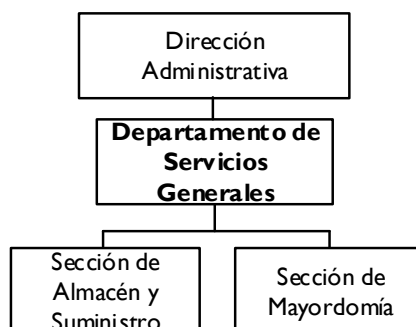 Dirección
Administrativa
Departamento de
Servicios
Generales
Sección de
Almacén y
Suministro
Sección de
Mayordomía